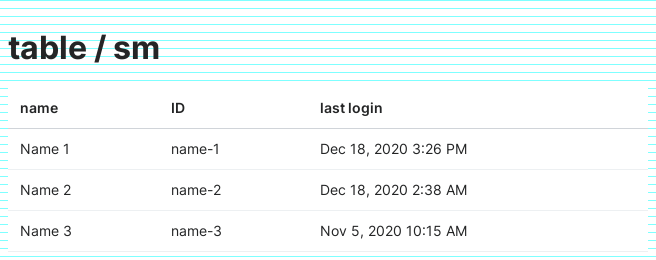 table / sm
name ID last login
Name 1 name-1 Dec 18, 2020 3:26 PM
Name 2 name-2 Dec 18, 2020 2:38 AM
Name 3 name-3 Nov 5, 2020 10:15 AM